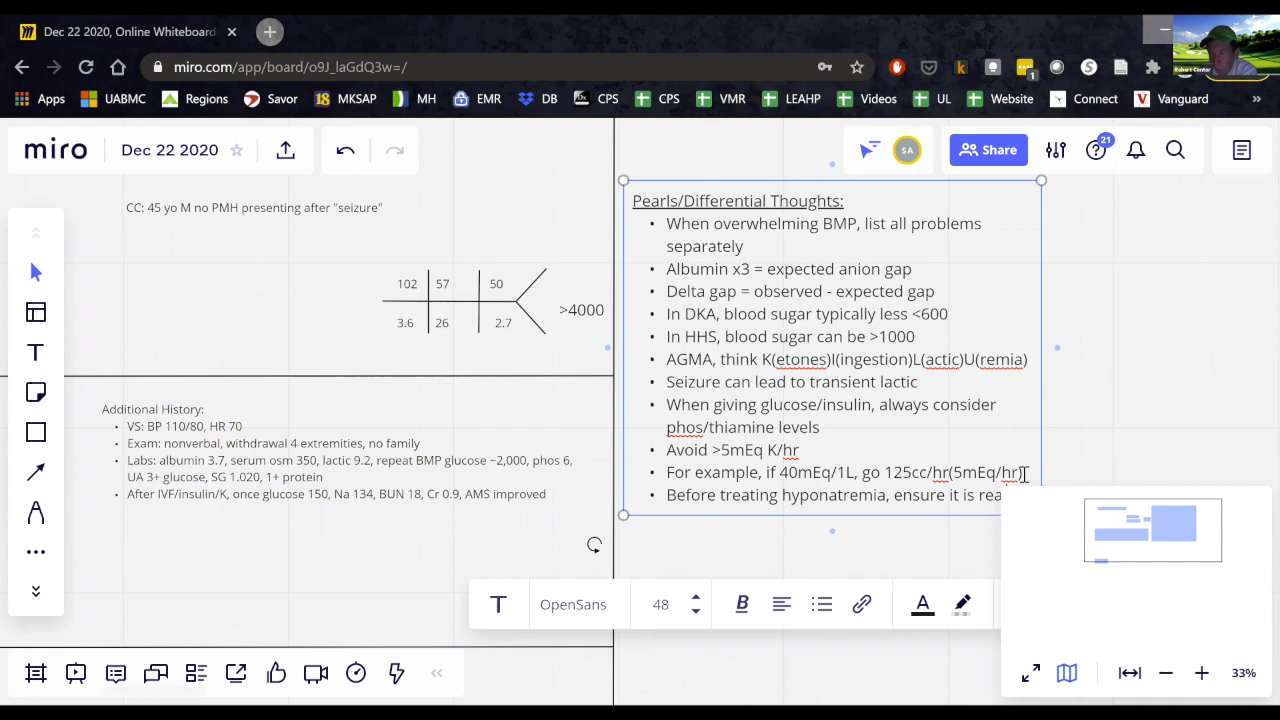 Dec 22 2020, Online Whiteboard
miro.com/app/board/o9J_laGdQ3w=/
1
Robert Centor
Apps UABMC Regions Savor MKSAP MH EMR DB CPS CPS VMR LEAHP Videos UL Website Connect Vanguard »
miro Dec 22 2020 SA Share 21
CC: 45 yo M no PMH presenting after "seizure"
102 57 50
>4000
3.6 26 2.7
Additional History:
• VS: BP 110/80, HR 70
• Exam: nonverbal, withdrawal 4 extremities, no family
• Labs: albumin 3.7, serum osm 350, lactic 9.2, repeat BMP glucose ~2,000, phos 6,
UA 3+ glucose, SG 1.020, 1+ protein
• After IVF/insulin/K, once glucose 150, Na 134, BUN 18, Cr 0.9, AMS improved
Pearls/Differential Thoughts:
• When overwhelming BMP, list all problems
separately
• Albumin x3 = expected anion gap
• Delta gap = observed - expected gap
• In DKA, blood sugar typically less <600
• In HHS, blood sugar can be >1000
• AGMA, think K(etones)I(ingestion)L(actic)U(remia)
• Seizure can lead to transient lactic
• When giving glucose/insulin, always consider
phos/thiamine levels
• Avoid >5mEq K/hr
• For example, if 40mEq/1L, go 125cc/hr(5mEq/hr)
• Before treating hyponatremia, ensure it is rea
T OpenSans 48 B A
33%